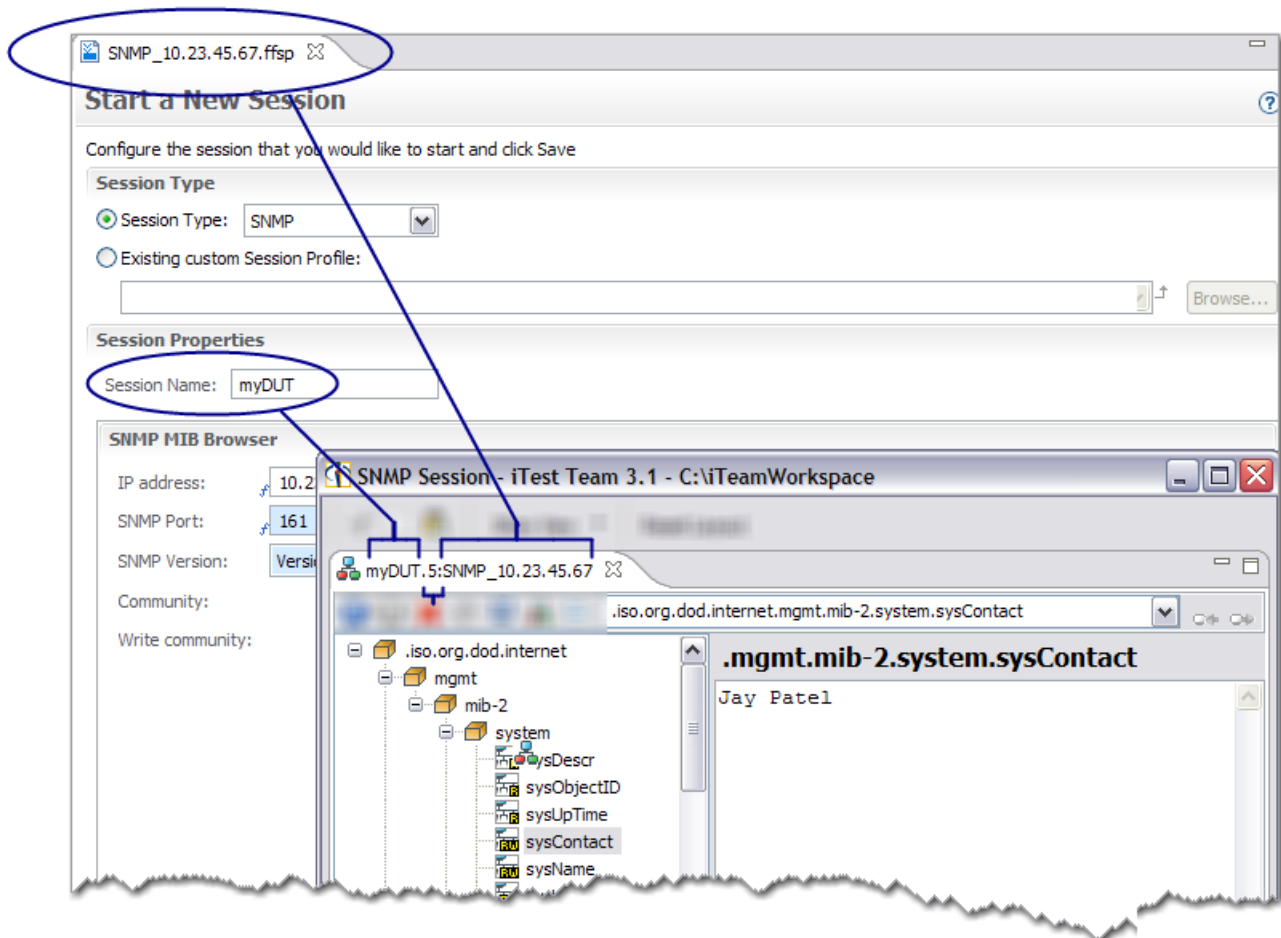 SNMP_10.23.45.67.ffsp
Start a New Session
Configure the session that you would like to start and click Save
Session Type
Session Type: SNMP
Existing custom Session Profile:
Browse...
Session Properties
Session Name: myDUT
SNMP MIB Browser
IP address: 10.2
SNMP Port: 161
SNMP Version:
Community:
Write community:
SNMP Session - iTest Team 3.1 - C:\iTeamWorkspace
myDUT.5:SNMP_10.23.45.67
.iso.org.dod.internet.mgmt.mib-2.system.sysContact
.iso.org.dod.internet
mgmt
mib-2
system
ysDescr
sysObjectID
sysUpTime
sysContact
sysName
.mgmt.mib-2.system.sysContact
Jay Patel